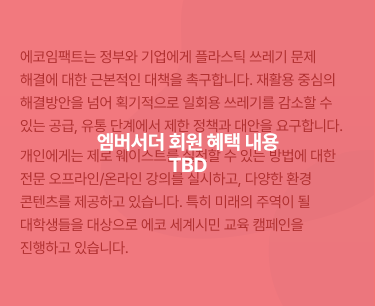 에코임팩트는 정부와 기업에게 플라스틱 쓰레기 문제
해결에 대한 근본적인 대책을 촉구합니다. 재활용 중심의
해결방안을 넘어 획기적으로 일회용 쓰레기를 감소할 수
있는 공급, 유통 단계에서 제한 정책과 대안을 요구합니다.
엠버서더 회원 혜택 내용
TBD
개인에게는 제로 웨이스트를 실천할 수 있는 방법에 대한
전문 오프라인/온라인 강의를 실시하고, 다양한 환경
콘텐츠를 제공하고 있습니다. 특히 미래의 주역이 될
대학생들을 대상으로 에코 세계시민 교육 캠페인을
진행하고 있습니다.